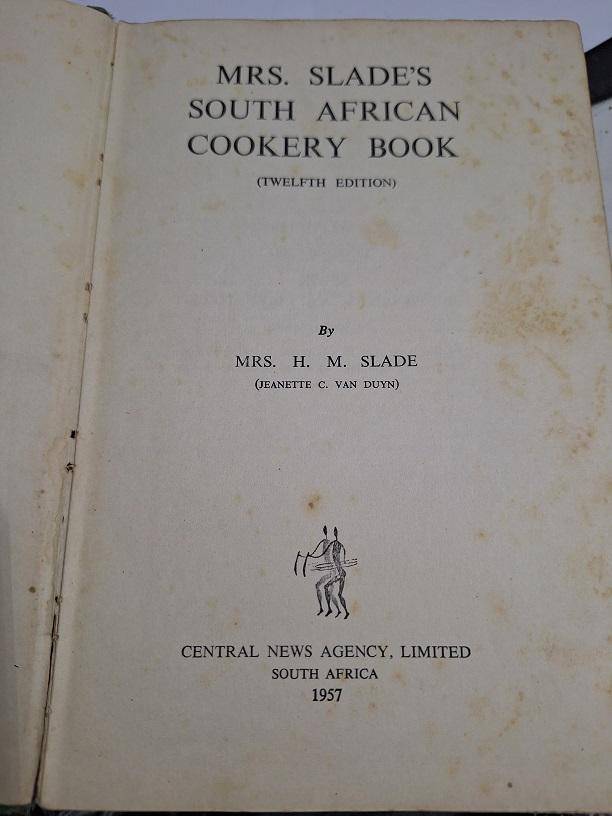 MRS. SLADE'S
SOUTH AFRICAN
COOKERY BOOK
(TWELFTH EDITION)
By
MRS. H. M. SLADE
(JEANETTE C. VAN DUYN)
CENTRAL NEWS AGENCY, LIMITED
SOUTH AFRICA
1957